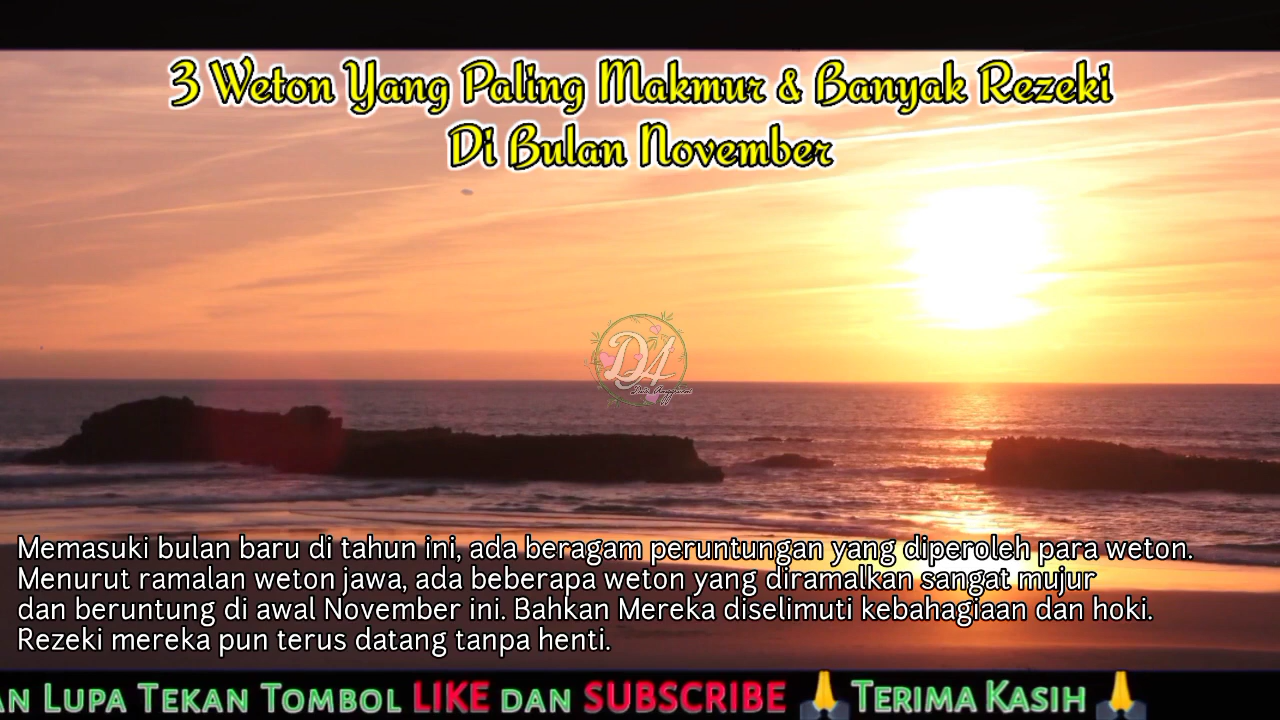 3 Weton Yang Paling Makmur & Banyak Rezeki
Di Bulan November
DA
Memasuki bulan baru di tahun ini, ada beragam peruntungan yang diperoleh para weton.
Menurut ramalan weton jawa, ada beberapa weton yang diramalkan sangat mujur
dan beruntung di awal November ini. Bahkan Mereka diselimuti kebahagiaan dan hoki.
Rezeki mereka pun terus datang tanpa henti.
AN LUPA TEKAN TOMBOL LIKE DAN SUBSCRIBE 🙏 TERIMA KASIH 🙏